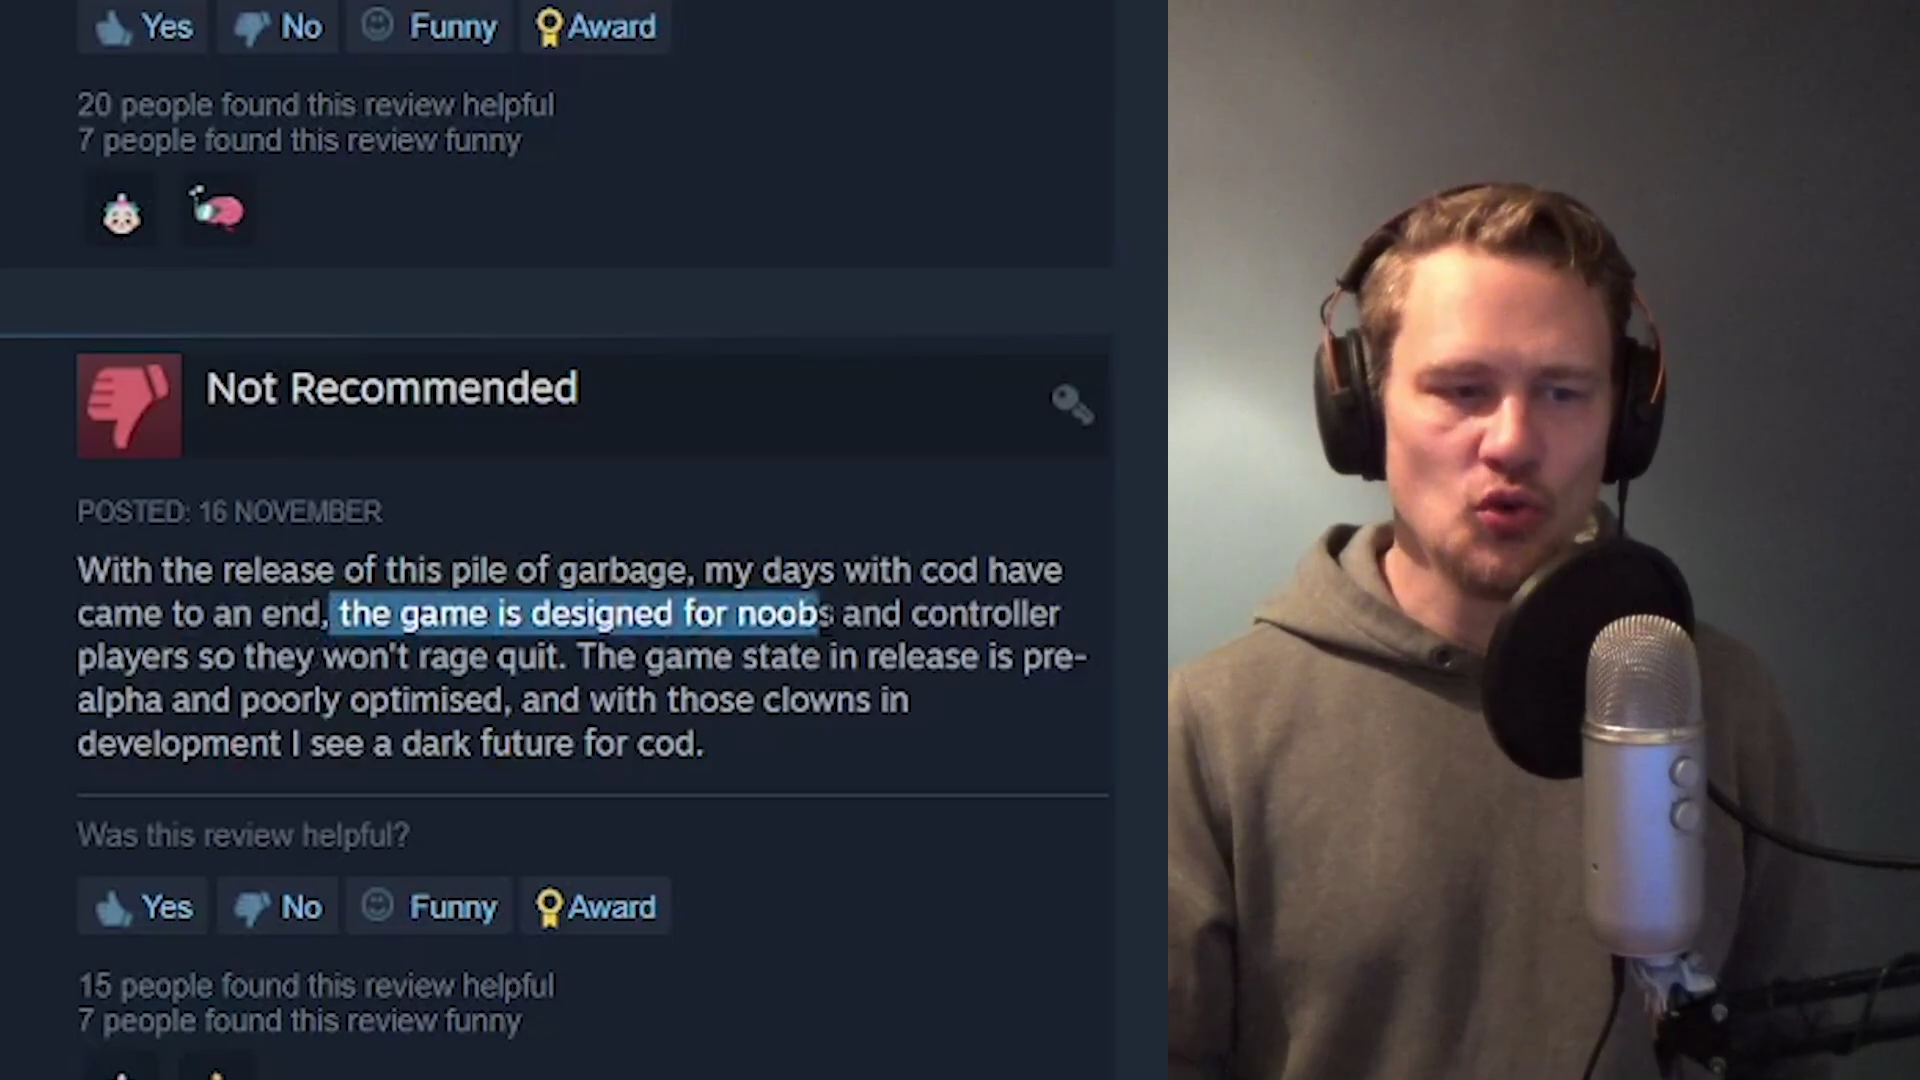 Yes No Funny Award
20 people found this review helpful
7 people found this review funny
Not Recommended
POSTED: 16 NOVEMBER
With the release of this pile of garbage, my days with cod have
came to an end, the game is designed for noobs and controller
players so they won't rage quit. The game state in release is pre-
alpha and poorly optimised, and with those clowns in
development I see a dark future for cod.
Was this review helpful?
Yes No Funny Award
15 people found this review helpful
7 people found this review funny